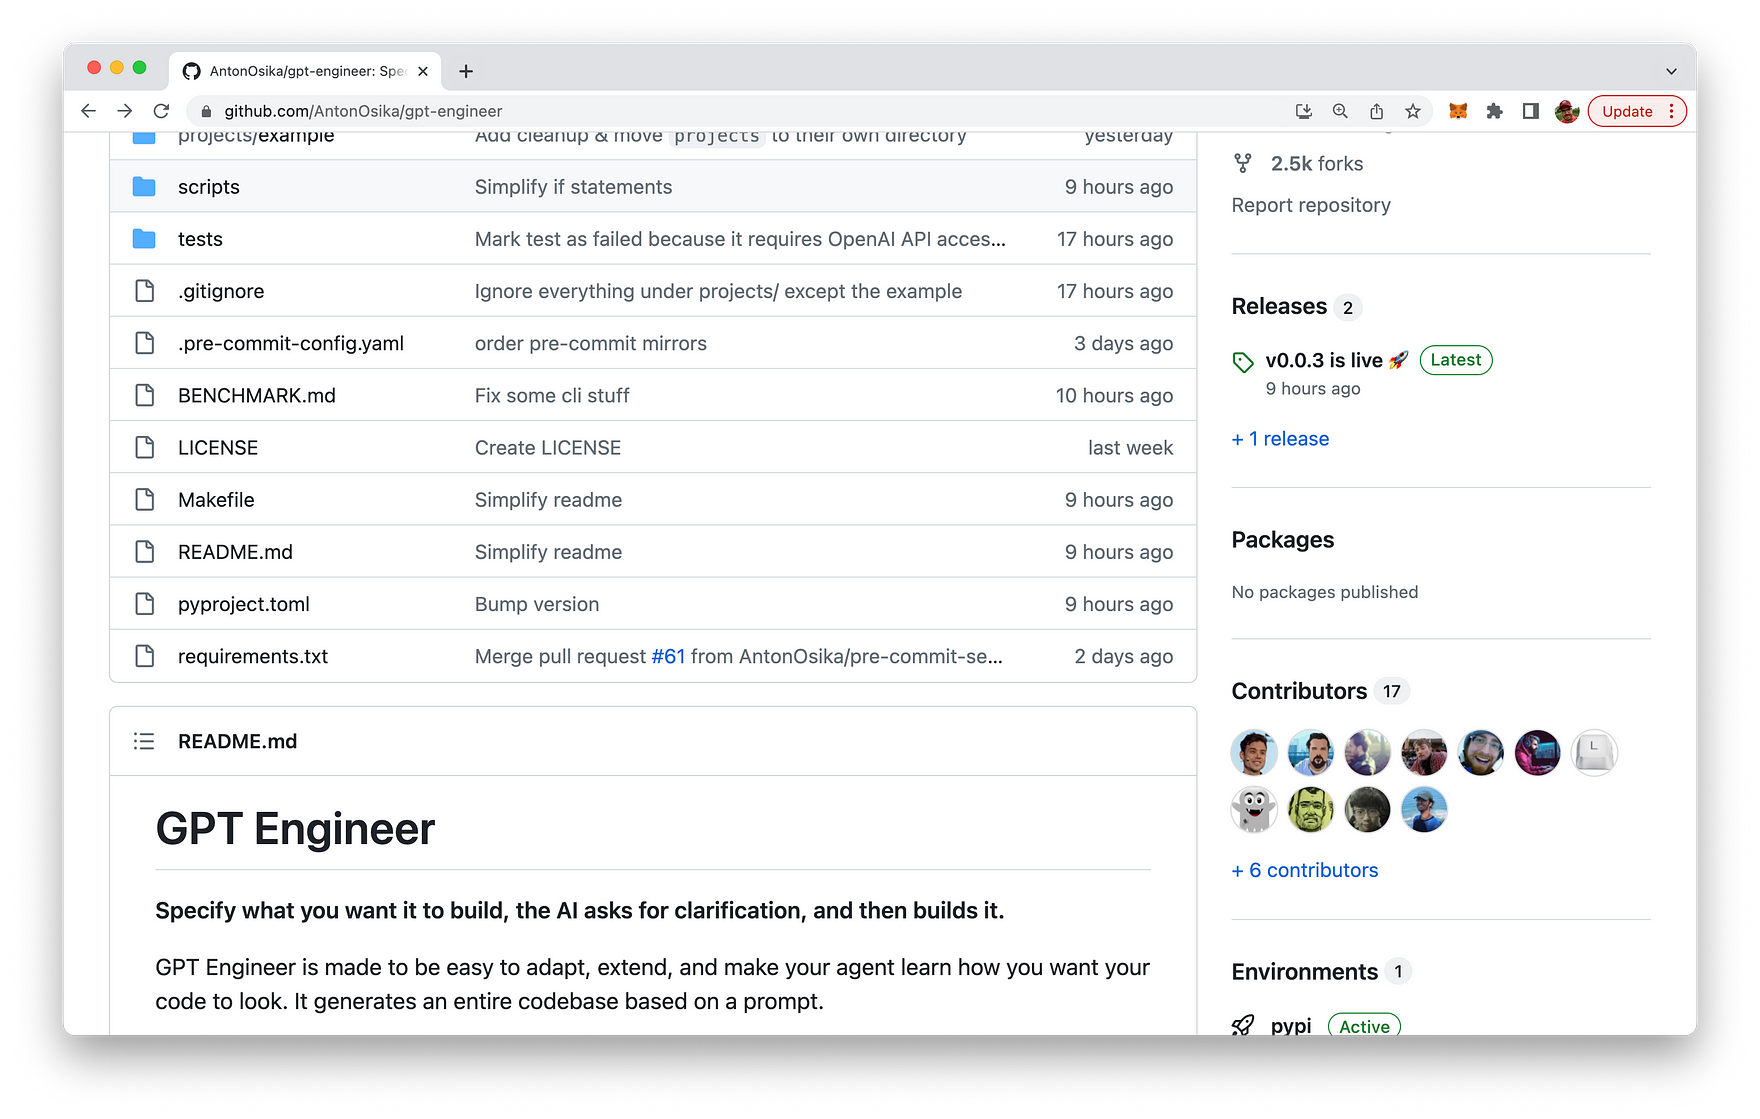 AntonOsika/gpt-engineer: Spec
github.com/AntonOsika/gpt-engineer
Update
projects/example Add cleanup & move projects to their own directory yesterday
scripts Simplify if statements 9 hours ago
tests Mark test as failed because it requires OpenAI API acces... 17 hours ago
.gitignore Ignore everything under projects/ except the example 17 hours ago
.pre-commit-config.yaml order pre-commit mirrors 3 days ago
BENCHMARK.md Fix some cli stuff 10 hours ago
LICENSE Create LICENSE last week
Makefile Simplify readme 9 hours ago
README.md Simplify readme 9 hours ago
pyproject.toml Bump version 9 hours ago
requirements.txt Merge pull request #61 from AntonOsika/pre-commit-se... 2 days ago
README.md
GPT Engineer
Specify what you want it to build, the AI asks for clarification, and then builds it.
GPT Engineer is made to be easy to adapt, extend, and make your agent learn how you want your
code to look. It generates an entire codebase based on a prompt.
2.5k forks
Report repository
Releases 2
v0.0.3 is live 🚀 Latest
9 hours ago
+ 1 release
Packages
No packages published
Contributors 17
L
+ 6 contributors
Environments 1
pypi Active